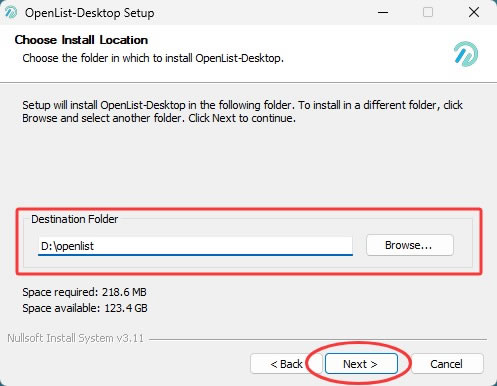 OpenList-Desktop Setup
Choose Install Location
Choose the folder in which to install OpenList-Desktop.
Setup will install OpenList-Desktop in the following folder. To install in a different folder, click
Browse and select another folder. Click Next to continue.
Destination Folder
D:\openlist
Browse...
Space required: 218.6 MB
Space available: 123.4 GB
Nullsoft Install System v3.11
< Back
Next >
Cancel